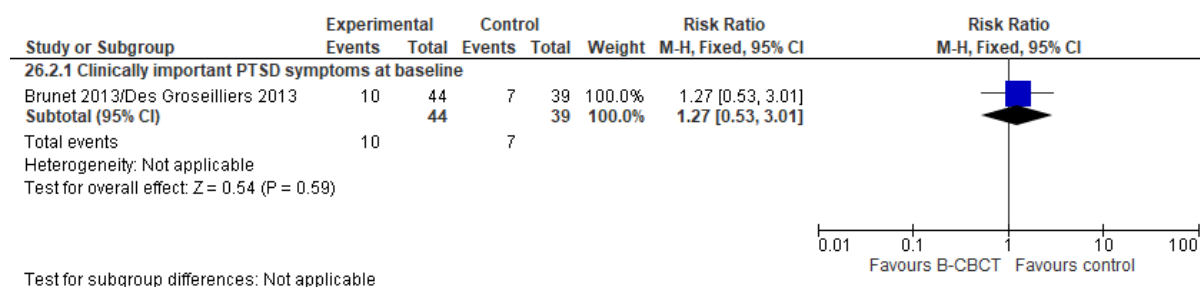 Experimental Control Risk Ratio Risk Ratio
Study or Subgroup Events Total Events Total Weight M-H, Fixed, 95% CI M-H, Fixed, 95% CI
26.2.1 Clinically important PTSD symptoms at baseline
Brunet 2013/Des Groseilliers 2013 10 44 7 39 100.0% 1.27 [0.53, 3.01]
Subtotal (95% CI) 44 39 100.0% 1.27 [0.53, 3.01]
Total events 10 7
Heterogeneity: Not applicable
Test for overall effect: Z = 0.54 (P = 0.59)
0.01 0.1 1 10 100
Favours B-CBCT Favours control
Test for subgroup differences: Not applicable